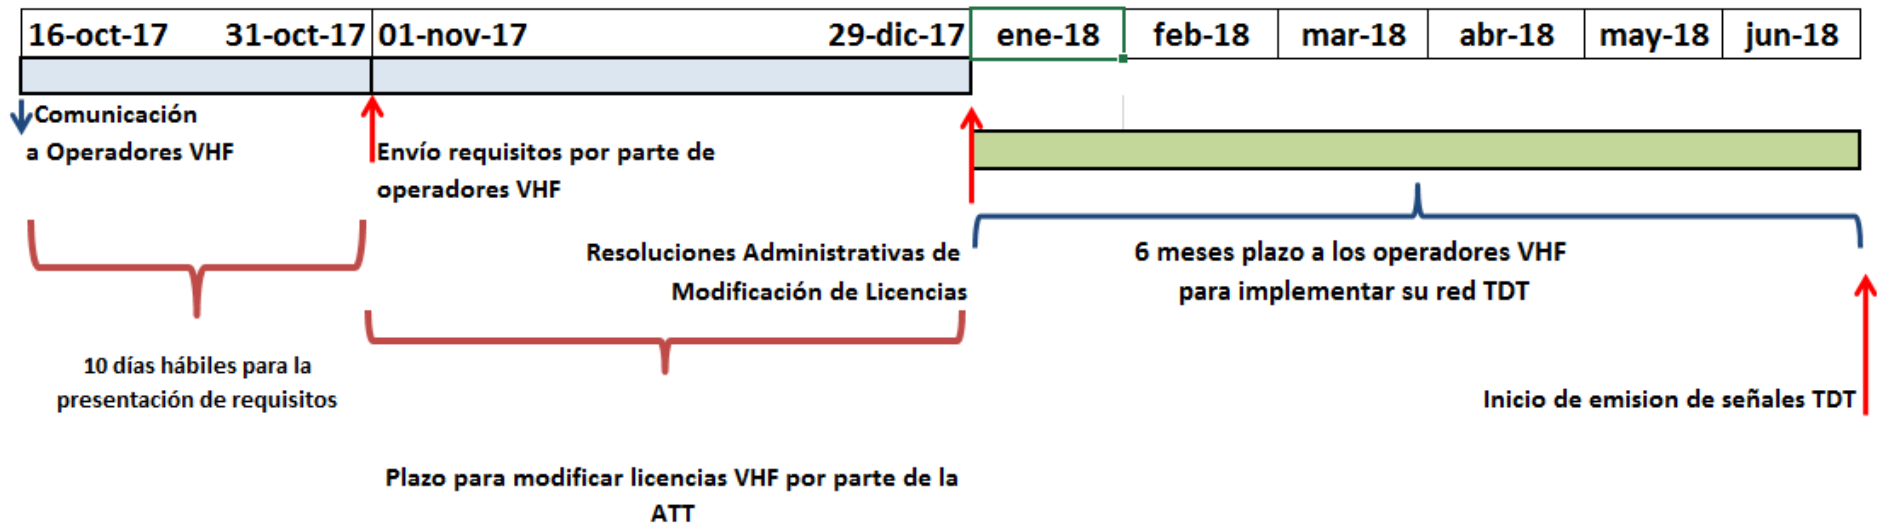 16-oct-17 31-oct-17 01-nov-17 29-dic-17 ene-18 feb-18 mar-18 abr-18 may-18 jun-18
Comunicación
a Operadores VHF
Envío requisitos por parte de
operadores VHF
Resoluciones Administrativas de
Modificación de Licencias
6 meses plazo a los operadores VHF
para implementar su red TDT
10 días hábiles para la
presentación de requisitos
Inicio de emision de señales TDT
Plazo para modificar licencias VHF por parte de la
ATT